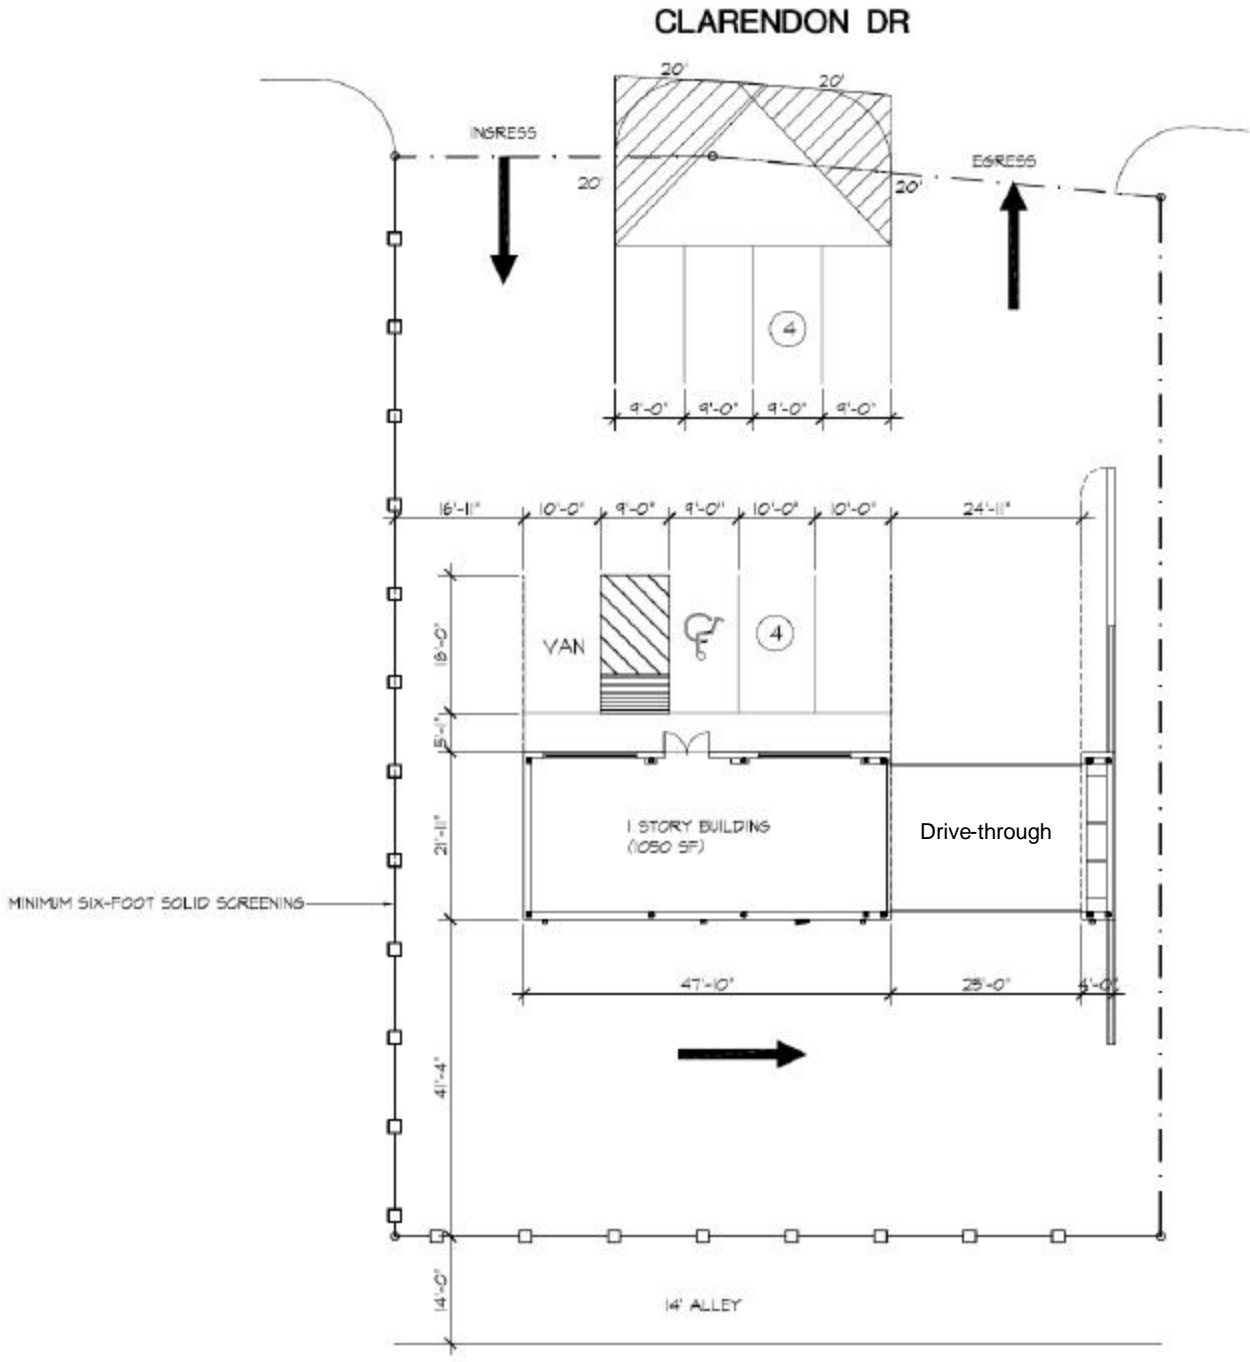 CLARENDON DR
20'
20'
INGRESS
EGRESS
20'
20'
4
9'-0" 9'-0" 9'-0" 9'-0"
16'-11" 10'-0" 9'-0" 9'-0" 10'-0" 10'-0" 24'-11"
18'-0"
VAN
4
5'-1"
21'-11"
1 STORY BUILDING
(1050 SF)
Drive-through
MINIMUM SIX-FOOT SOLID SCREENING
47'-10" 25'-0" 4'-0"
41'-4"
14'-0"
14' ALLEY